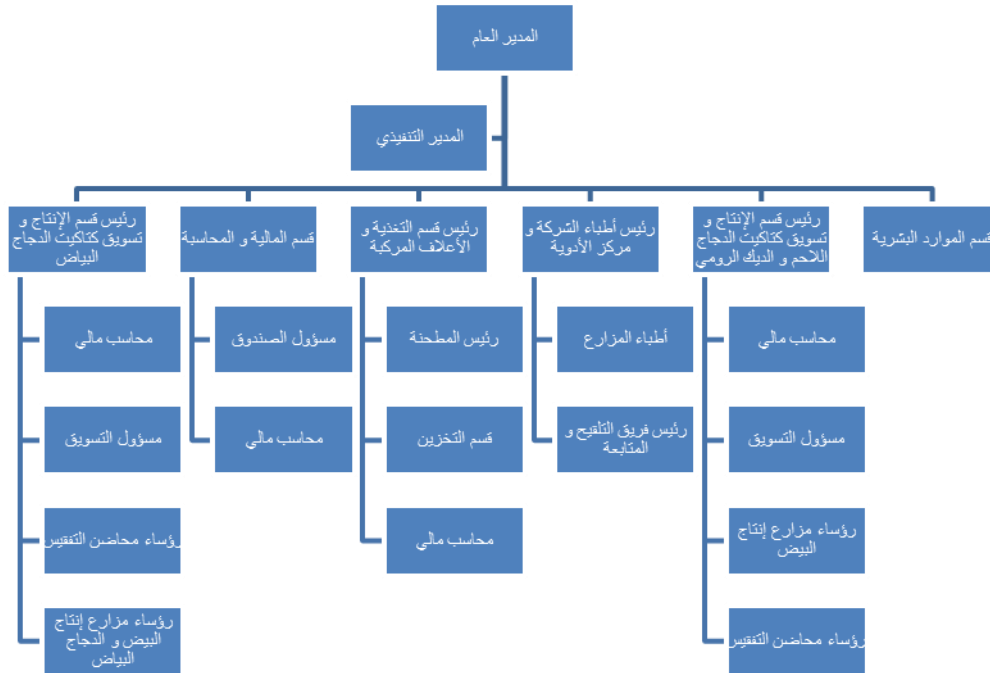 المدير العام
المدير التنفيذي
قسم الموارد البشرية
رئيس قسم الإنتاج و
تسويق كتاكيت الدجاج
اللاحم و الديك الرومي
رئيس أطباء الشركة و
مركز الأدوية
رئيس قسم التغذية و
الأعلاف المركبة
قسم المالية و المحاسبة
رئيس قسم الإنتاج و
تسويق كتاكيت الدجاج
البياض
محاسب مالي
مسؤول التسويق
رؤساء مزارع إنتاج
البيض
رؤساء محاضن التفقيس
أطباء المزارع
رئيس فريق التلقيح و
المتابعة
رئيس المطحنة
قسم التخزين
محاسب مالي
مسؤول الصندوق
محاسب مالي
محاسب مالي
مسؤول التسويق
رؤساء محاضن التفقيس
رؤساء مزارع إنتاج
البيض و الدجاج
البياض